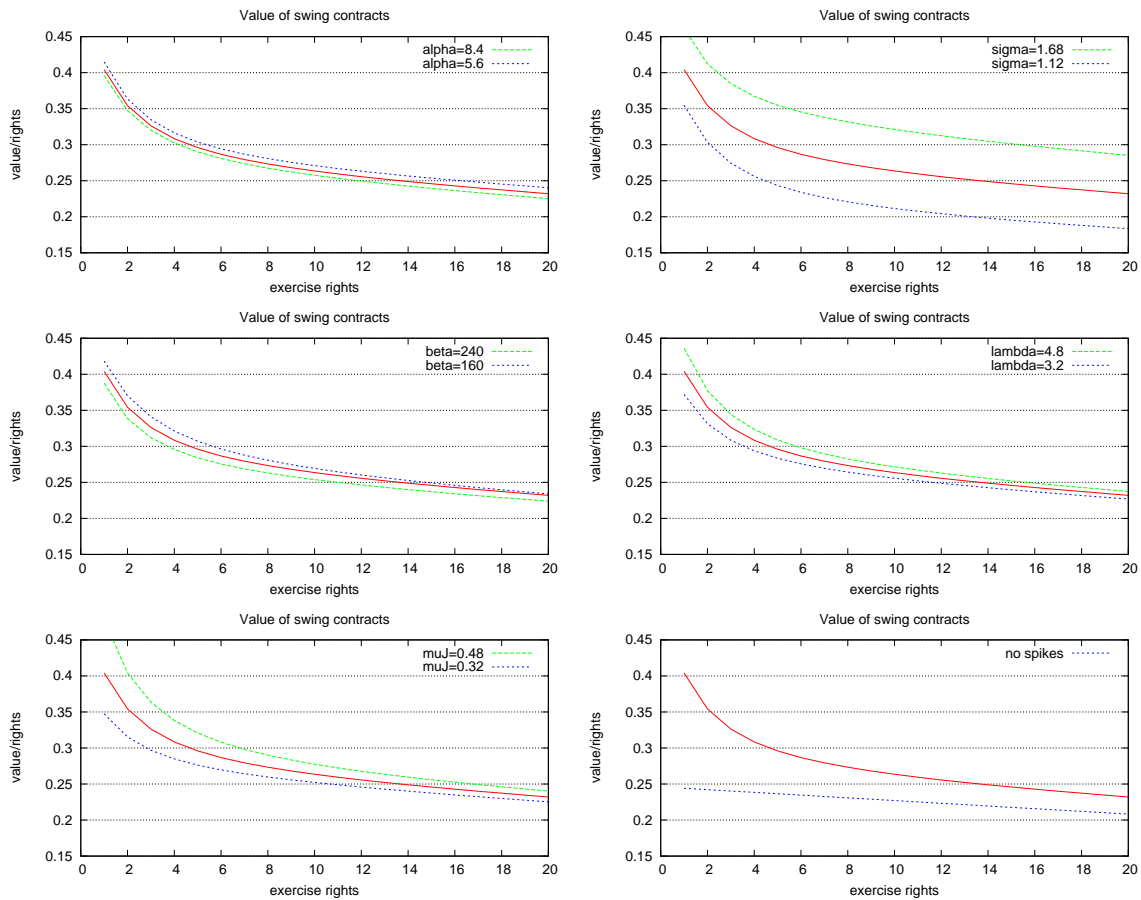 Value of swing contracts
0.45
0.4
0.35
0.3
0.25
0.2
0.15
value/rights
alpha=8.4
alpha=5.6
0 2 4 6 8 10 12 14 16 18 20
exercise rights
Value of swing contracts
0.45
0.4
0.35
0.3
0.25
0.2
0.15
value/rights
sigma=1.68
sigma=1.12
0 2 4 6 8 10 12 14 16 18 20
exercise rights
Value of swing contracts
0.45
0.4
0.35
0.3
0.25
0.2
0.15
value/rights
beta=240
beta=160
0 2 4 6 8 10 12 14 16 18 20
exercise rights
Value of swing contracts
0.45
0.4
0.35
0.3
0.25
0.2
0.15
value/rights
lambda=4.8
lambda=3.2
0 2 4 6 8 10 12 14 16 18 20
exercise rights
Value of swing contracts
0.45
0.4
0.35
0.3
0.25
0.2
0.15
value/rights
muJ=0.48
muJ=0.32
0 2 4 6 8 10 12 14 16 18 20
exercise rights
Value of swing contracts
0.45
0.4
0.35
0.3
0.25
0.2
0.15
value/rights
no spikes
0 2 4 6 8 10 12 14 16 18 20
exercise rights